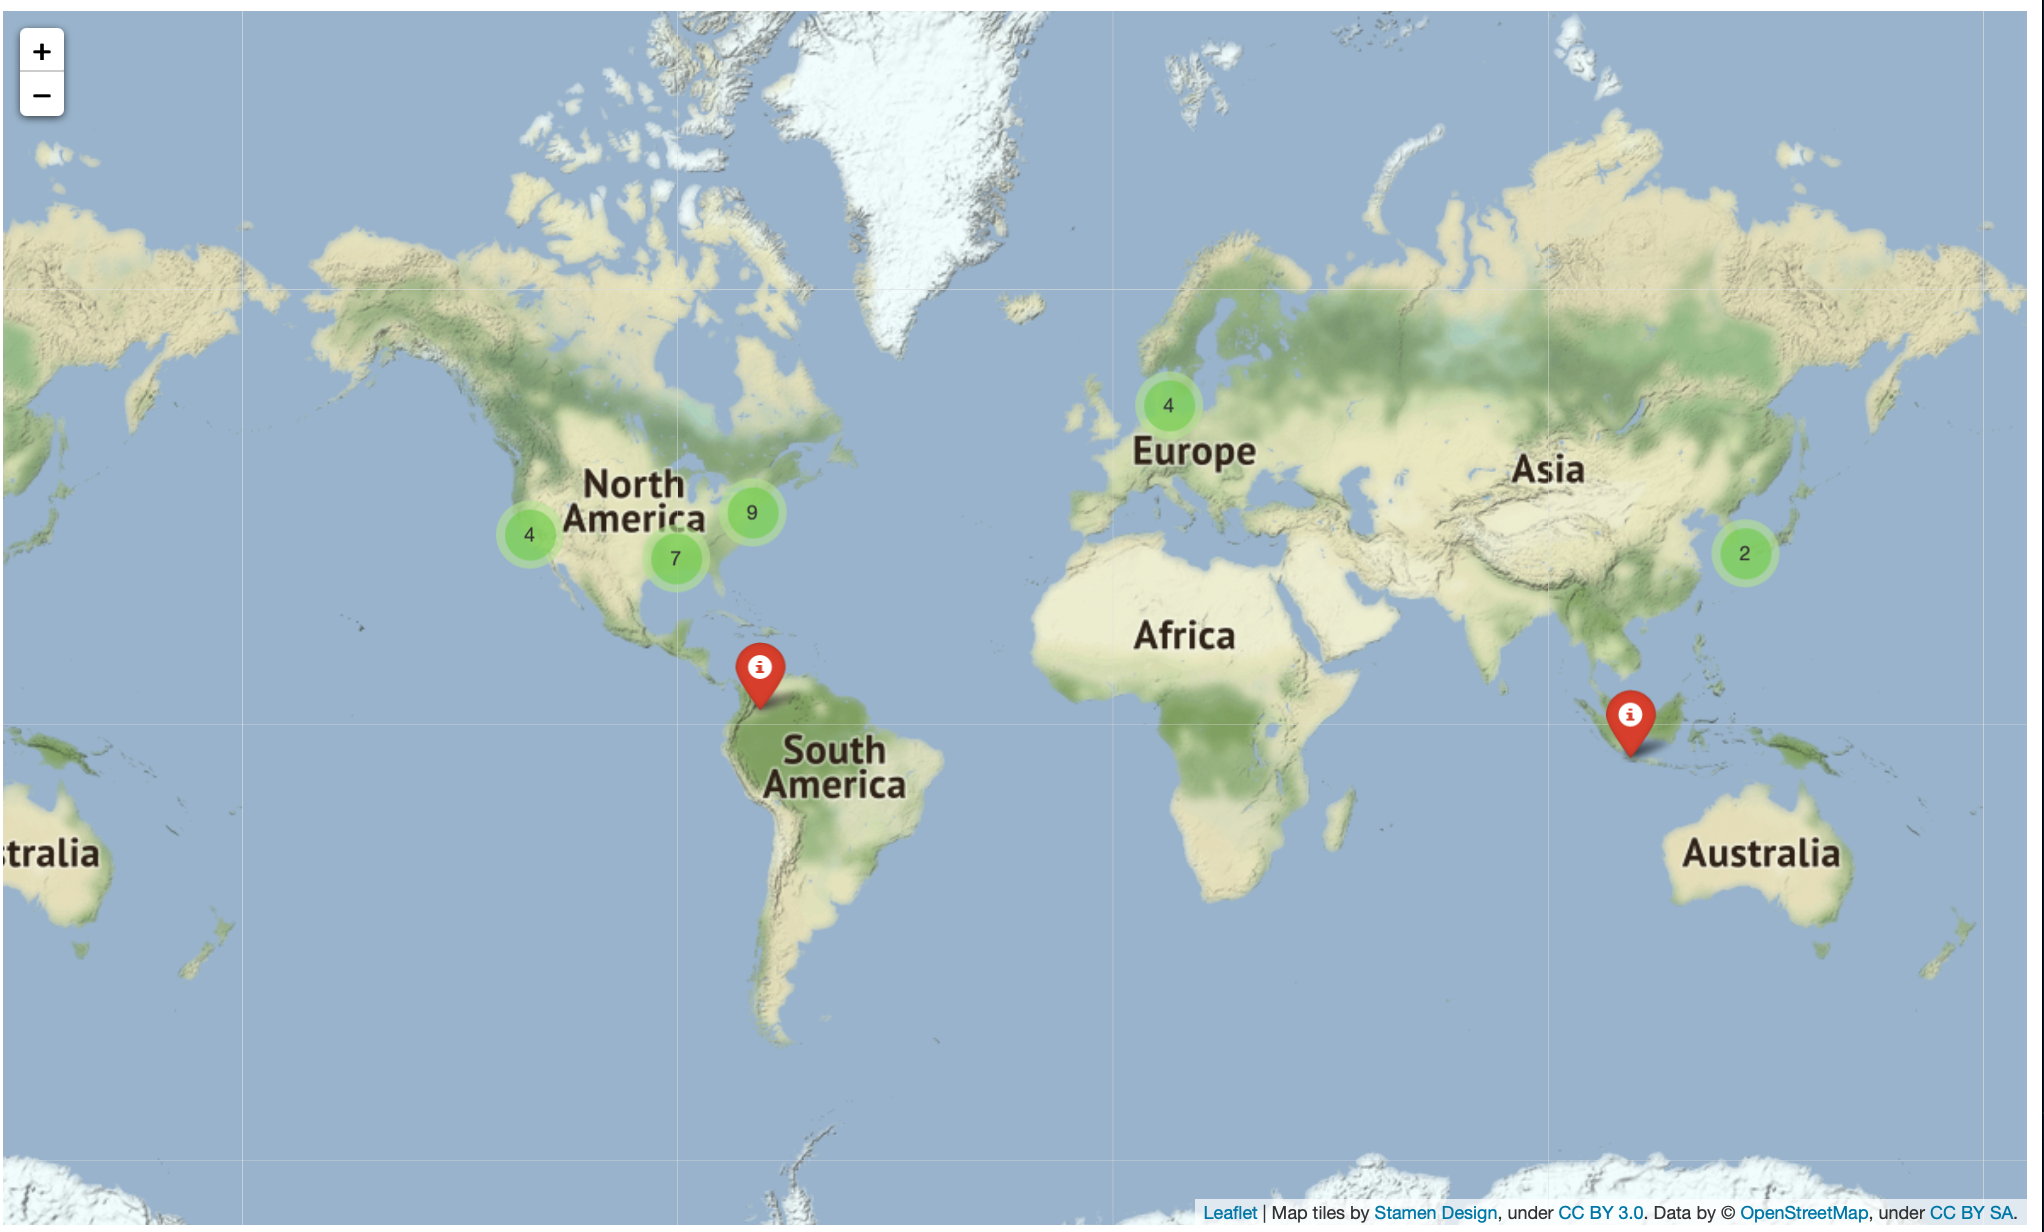 +
−
4
Europe
Asia
North
America
9
4
7
2
Africa
South
America
stralia
Australia
Leaflet | Map tiles by Stamen Design, under CC BY 3.0. Data by © OpenStreetMap, under CC BY SA.